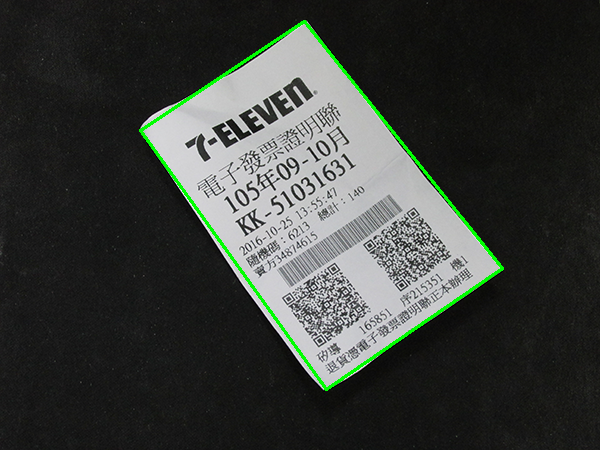 7-ELEVEN®
電子發票證明聯
105年09-10月
KK-51031631
2016-10-25 13:55:47
隨機碼：6213 總計：140
賣方34874615
矽導 165851 序215351 機1
退貨憑電子發票證明聯正本辦理